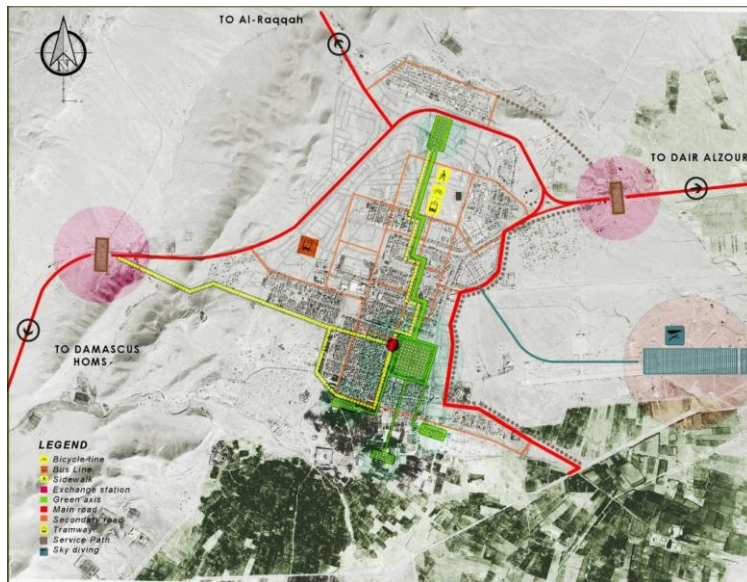 TO Al-Raqqah
N
TO DAIR ALZOUR
TO DAMASCUS
HOMS
LEGEND
Bicycle line
Bus Line
Sidewalk
Exchange station
Green axis
Main road
Secondary road
Tramway
Service Path
Sky diving